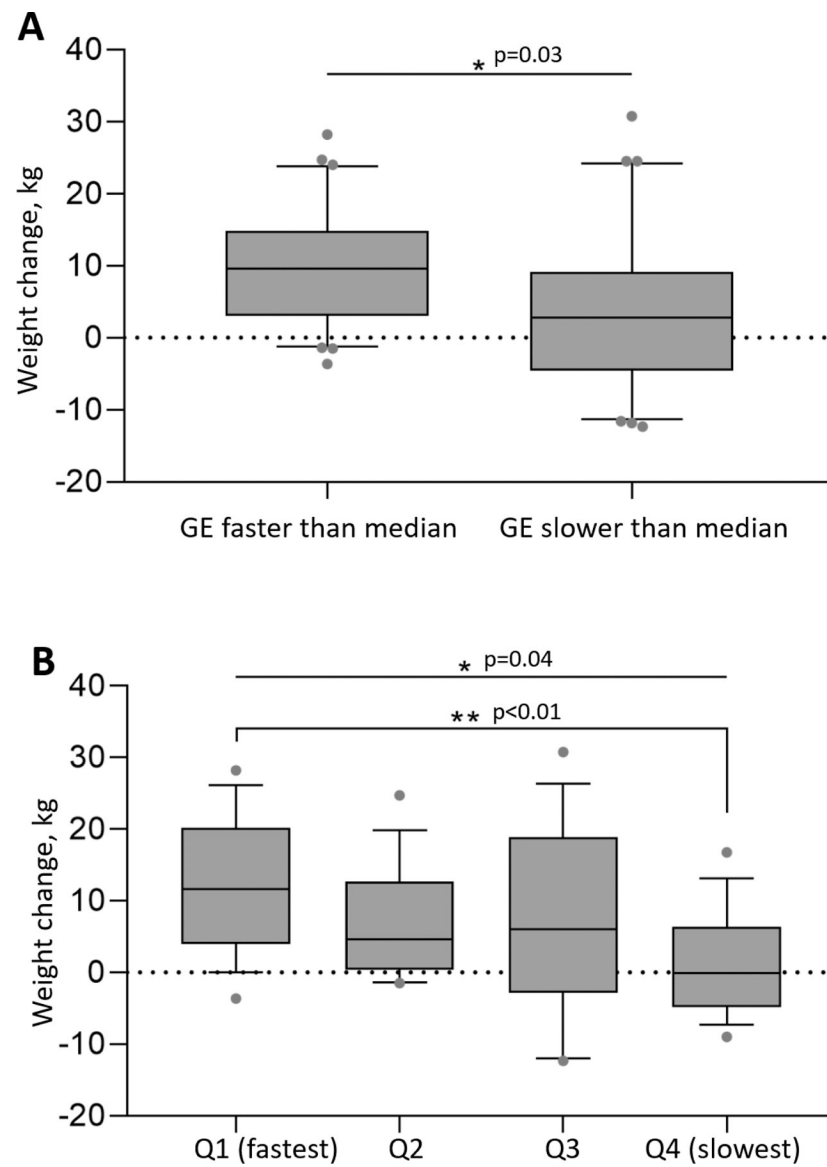 A
40
* p=0.03
30
20
10
0
-10
-20
Weight change, kg
GE faster than median
GE slower than median
B
* p=0.04
40
** p<0.01
30
20
10
0
-10
-20
Weight change, kg
Q1 (fastest)
Q2
Q3
Q4 (slowest)